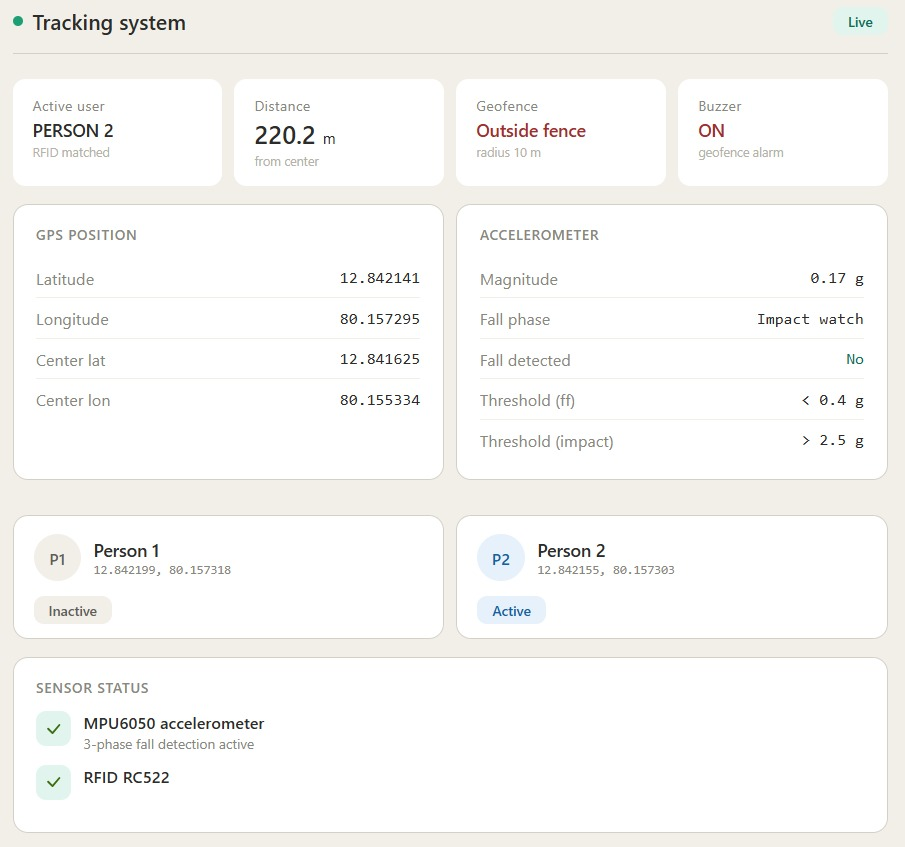 Tracking system
Live
Active user
PERSON 2
RFID matched
Distance
220.2 m
from center
Geofence
Outside fence
radius 10 m
Buzzer
ON
geofence alarm
GPS POSITION
Latitude 12.842141
Longitude 80.157295
Center lat 12.841625
Center lon 80.155334
ACCELEROMETER
Magnitude 0.17 g
Fall phase Impact watch
Fall detected No
Threshold (ff) < 0.4 g
Threshold (impact) > 2.5 g
P1
Person 1
12.842199, 80.157318
Inactive
P2
Person 2
12.842155, 80.157303
Active
SENSOR STATUS
MPU6050 accelerometer
3-phase fall detection active
RFID RC522